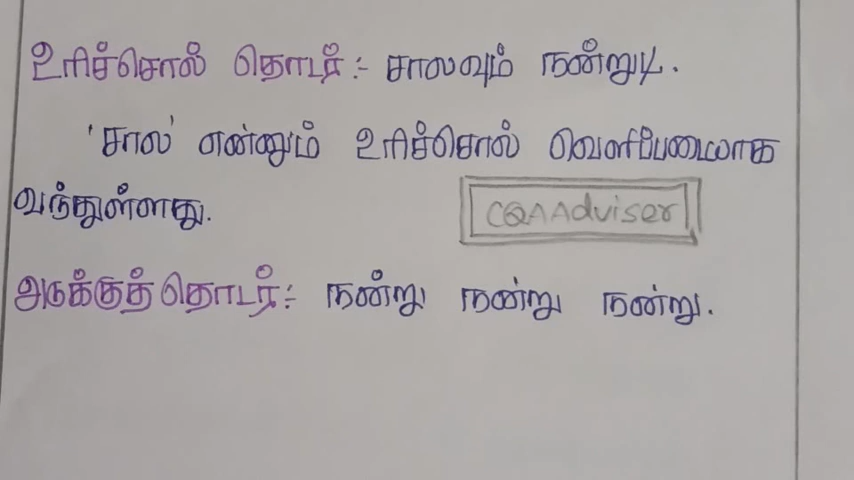 உரிச்சொல் தொடர் :- சாலவும் நன்றுடி.
'சால' என்னும் உரிச்சொல் வெளிப்படையாக
வந்துள்ளது.
CQAAdviser
அடுக்குத் தொடர் :- நன்று நன்று நன்று.